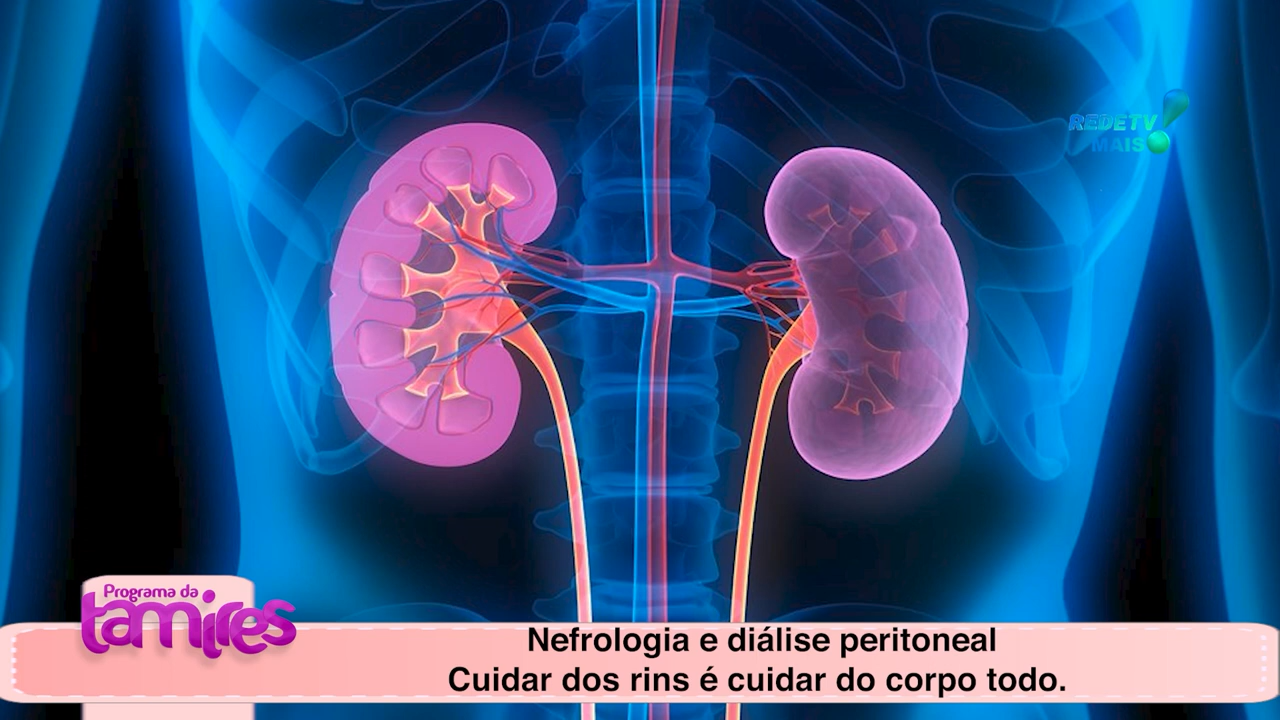 REDETV!
MAIS
Programa da
tamires
Nefrologia e diálise peritoneal
Cuidar dos rins é cuidar do corpo todo.